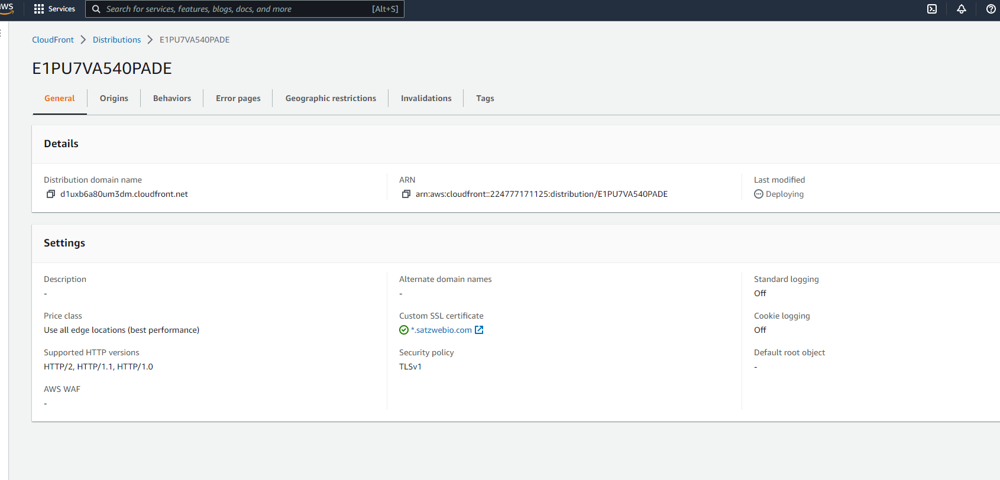 aws Services Search for services, features, blogs, docs, and more [Alt+S]
CloudFront Distributions E1PU7VA540PADE
E1PU7VA540PADE
General Origins Behaviors Error pages Geographic restrictions Invalidations Tags
Details
Distribution domain name
d1uxb6a80um3dm.cloudfront.net
ARN
arn:aws:cloudfront::224777171125:distribution/E1PU7VA540PADE
Last modified
Deploying
Settings
Description
-
Price class
Use all edge locations (best performance)
Supported HTTP versions
HTTP/2, HTTP/1.1, HTTP/1.0
AWS WAF
-
Alternate domain names
-
Custom SSL certificate
*.satzwebio.com
Security policy
TLSv1
Standard logging
Off
Cookie logging
Off
Default root object
-